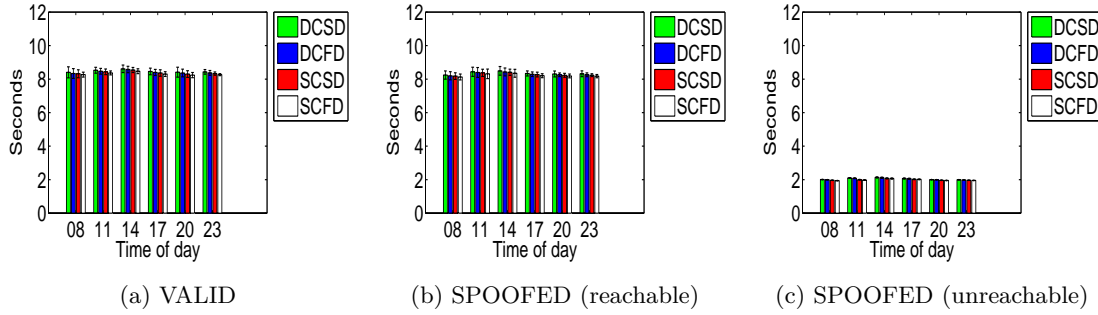 12
10
8
6
4
2
0
Seconds
08 11 14 17 20 23
Time of day
DCSD
DCFD
SCSD
SCFD
(a) VALID
12
10
8
6
4
2
0
Seconds
08 11 14 17 20 23
Time of day
DCSD
DCFD
SCSD
SCFD
(b) SPOOFED (reachable)
12
10
8
6
4
2
0
Seconds
08 11 14 17 20 23
Time of day
DCSD
DCFD
SCSD
SCFD
(c) SPOOFED (unreachable)